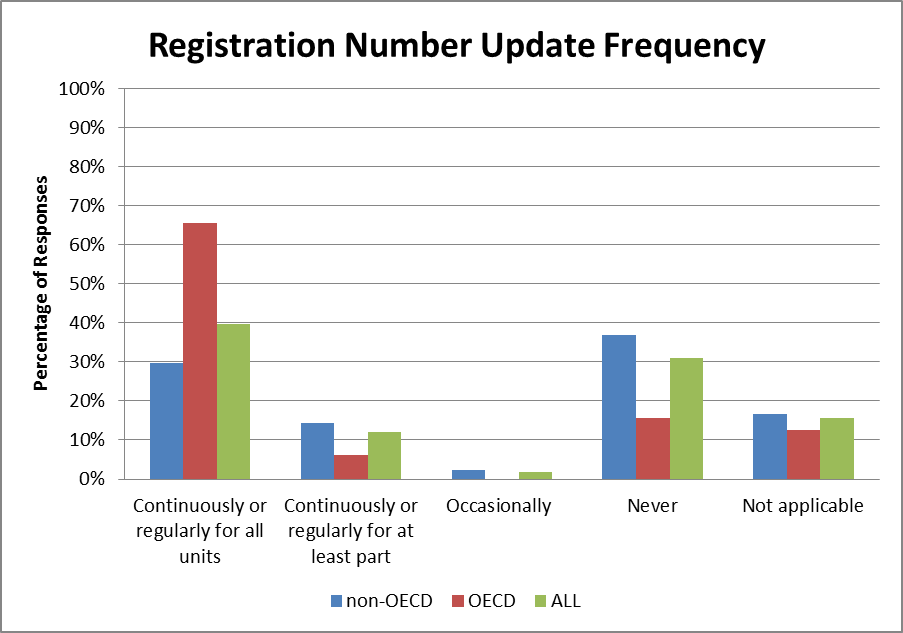 Registration Number Update Frequency
Percentage of Responses
100%
90%
80%
70%
60%
50%
40%
30%
20%
10%
0%
Continuously or
regularly for all
units
Continuously or
regularly for at
least part
Occasionally
Never
Not applicable
non-OECD OECD ALL